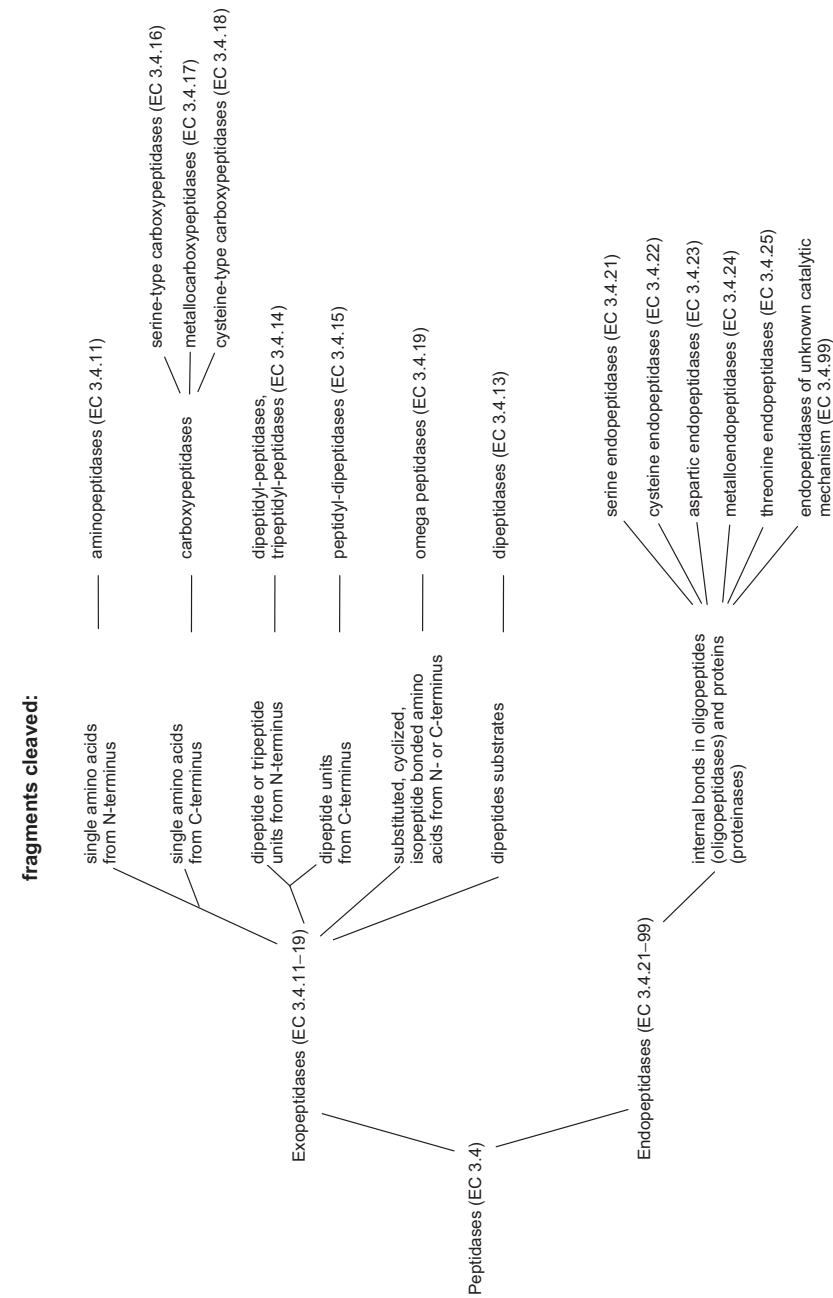 fragments cleaved:
single amino acids
from N-terminus
aminopeptidases (EC 3.4.11)
single amino acids
from C-terminus
carboxypeptidases
serine-type carboxypeptidases (EC 3.4.16)
metallocarboxypeptidases (EC 3.4.17)
cysteine-type carboxypeptidases (EC 3.4.18)
dipeptide or tripeptide
units from N-terminus
dipeptidyl-peptidases,
tripeptidyl-peptidases (EC 3.4.14)
Exopeptidases (EC 3.4.11–19)
dipeptide units
from C-terminus
peptidyl-dipeptidases (EC 3.4.15)
substituted, cyclized,
isopeptide bonded amino
acids from N- or C-terminus
omega peptidases (EC 3.4.19)
dipeptides substrates
dipeptidases (EC 3.4.13)
Peptidases (EC 3.4)
Endopeptidases (EC 3.4.21–99)
internal bonds in oligopeptides
(oligopeptidases) and proteins
(proteinases)
serine endopeptidases (EC 3.4.21)
cysteine endopeptidases (EC 3.4.22)
aspartic endopeptidases (EC 3.4.23)
metalloendopeptidases (EC 3.4.24)
threonine endopeptidases (EC 3.4.25)
endopeptidases of unknown catalytic
mechanism (EC 3.4.99)